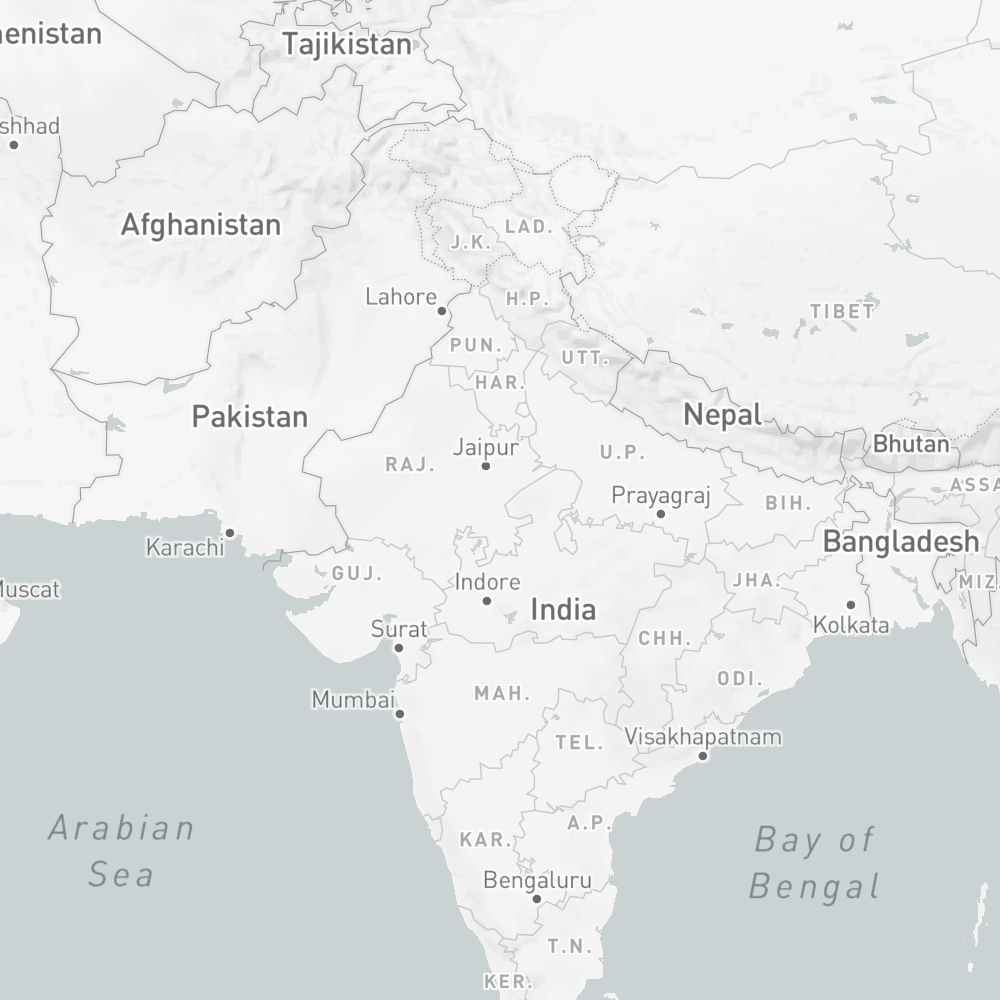 enistan
Tajikistan
shhad
Afghanistan
J.K.
LAD.
Lahore
H.P.
TIBET
PUN.
UTT.
HAR.
Pakistan
Nepal
Bhutan
Jaipur
RAJ.
U.P.
Prayagraj
BIH.
ASSA
Karachi
Bangladesh
GUJ.
Indore
JHA.
MIZ.
Muscat
India
Kolkata
Surat
CHH.
ODI.
Mumbai
MAH.
TEL.
Visakhapatnam
Arabian
Sea
A.P.
KAR.
Bay of
Bengal
Bengaluru
T.N.
KER.